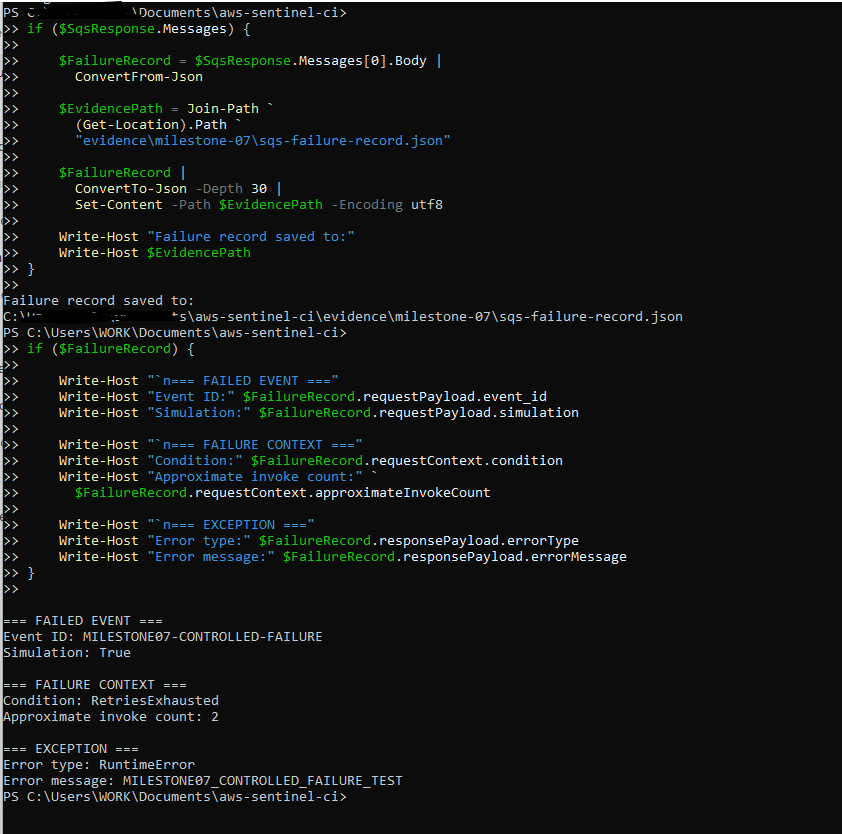 PS C:\Documents\aws-sentinel-ci>
>> if ($SqsResponse.Messages) {
>>
>>     $FailureRecord = $SqsResponse.Messages[0].Body |
>>       ConvertFrom-Json
>>
>>     $EvidencePath = Join-Path `
>>       (Get-Location).Path `
>>       "evidence\milestone-07\sqs-failure-record.json"
>>
>>     $FailureRecord |
>>       ConvertTo-Json -Depth 30 |
>>       Set-Content -Path $EvidencePath -Encoding utf8
>>
>>     Write-Host "Failure record saved to:"
>>     Write-Host $EvidencePath
>> }
>>
Failure record saved to:
C:\ts\aws-sentinel-ci\evidence\milestone-07\sqs-failure-record.json
PS C:\Users\WORK\Documents\aws-sentinel-ci>
>> if ($FailureRecord) {
>>
>>     Write-Host "`n=== FAILED EVENT ==="
>>     Write-Host "Event ID:" $FailureRecord.requestPayload.event_id
>>     Write-Host "Simulation:" $FailureRecord.requestPayload.simulation
>>
>>     Write-Host "`n=== FAILURE CONTEXT ==="
>>     Write-Host "Condition:" $FailureRecord.requestContext.condition
>>     Write-Host "Approximate invoke count:" `
>>       $FailureRecord.requestContext.approximateInvokeCount
>>
>>     Write-Host "`n=== EXCEPTION ==="
>>     Write-Host "Error type:" $FailureRecord.responsePayload.errorType
>>     Write-Host "Error message:" $FailureRecord.responsePayload.errorMessage
>> }
>>
=== FAILED EVENT ===
Event ID: MILESTONE07-CONTROLLED-FAILURE
Simulation: True
=== FAILURE CONTEXT ===
Condition: RetriesExhausted
Approximate invoke count: 2
=== EXCEPTION ===
Error type: RuntimeError
Error message: MILESTONE07_CONTROLLED_FAILURE_TEST
PS C:\Users\WORK\Documents\aws-sentinel-ci>